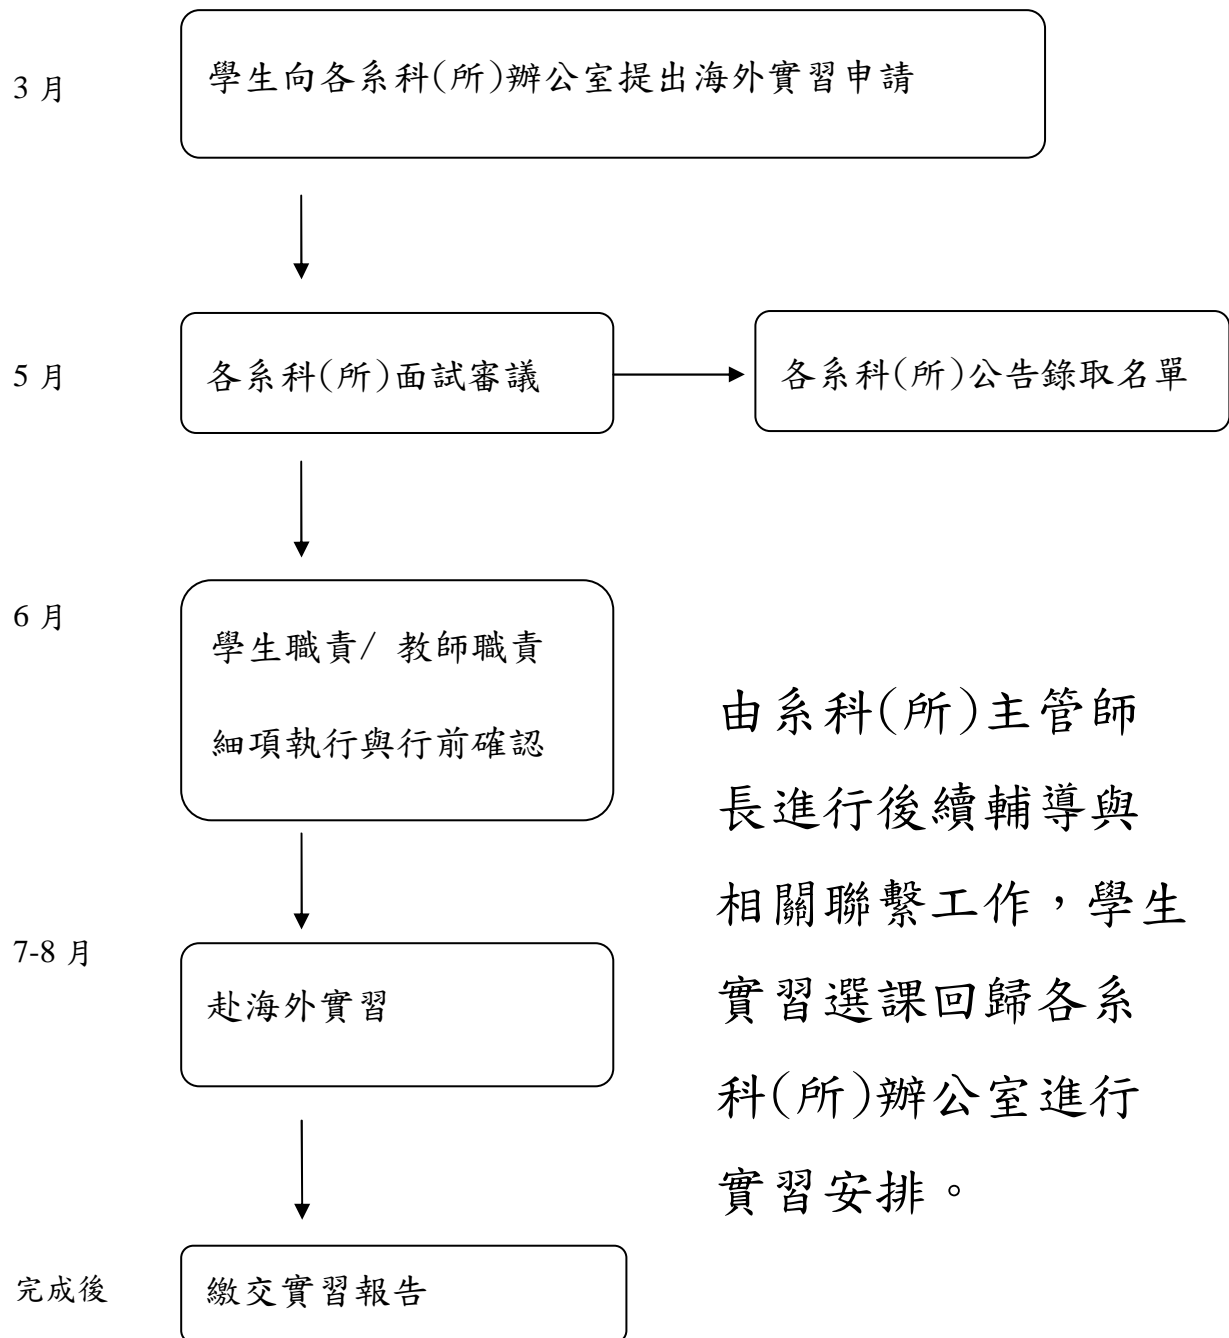 3 月
學生向各系科(所)辦公室提出海外實習申請
5 月
各系科(所)面試審議
各系科(所)公告錄取名單
6 月
學生職責/ 教師職責
細項執行與行前確認
由系科(所)主管師
長進行後續輔導與
相關聯繫工作，學生
實習選課回歸各系
科(所)辦公室進行
實習安排。
7-8 月
赴海外實習
完成後
繳交實習報告